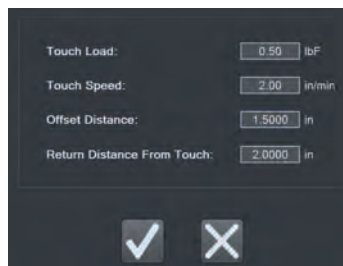 Touch Load: 0.50 lbF
Touch Speed: 2.00 in/min
Offset Distance: 1.5000 in
Return Distance From Touch: 2.0000 in